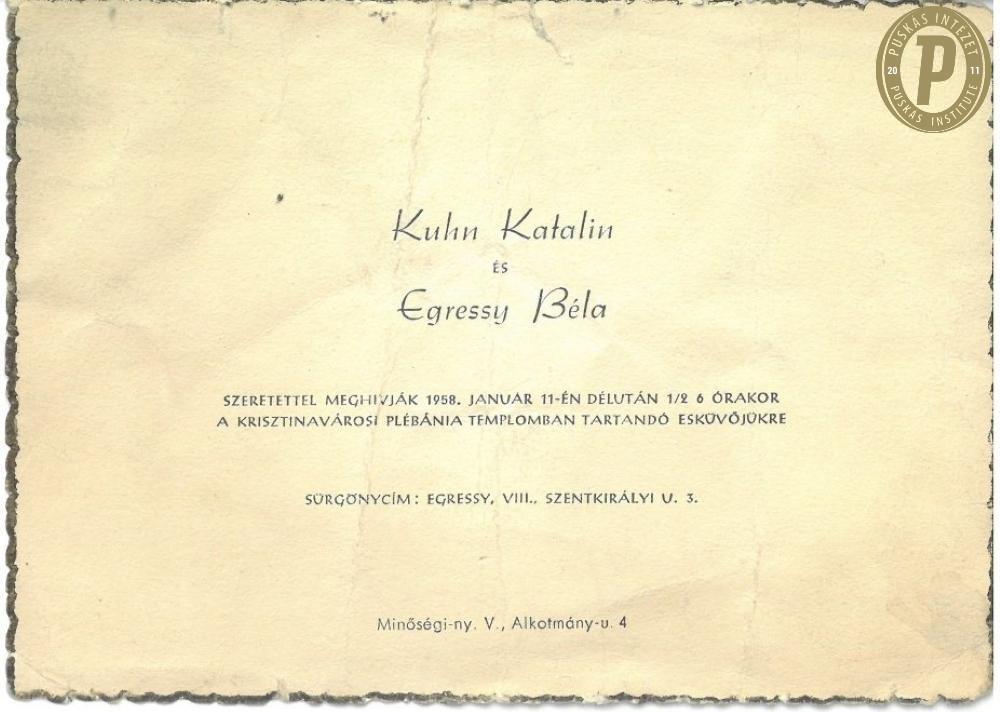 PUSKÁS INTÉZET
20 11
PUSKÁS INSTITUTE
P
Kuhn Katalin
ÉS
Egressy Béla
SZERETETTEL MEGHIVJÁK 1958. JANUÁR 11-ÉN DÉLUTÁN 1/2 6 ÓRAKOR
A KRISZTINAVÁROSI PLÉBÁNIA TEMPLOMBAN TARTANDÓ ESKÜVŐJÜKRE
SÜRGÖNYCÍM: EGRESSY, VIII., SZENTKIRÁLYI U. 3.
Minőségi-ny. V., Alkotmány-u. 4